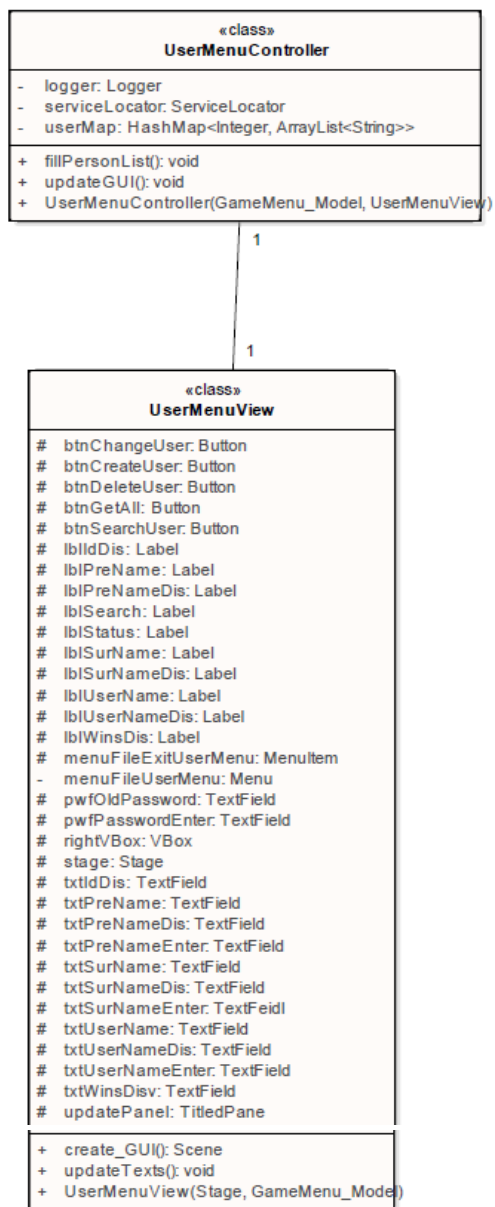 «class»
UserMenuController
- logger: Logger
- serviceLocator: ServiceLocator
- userMap: HashMap<Integer, ArrayList<String>>
+ fillPersonList(): void
+ updateGUI(): void
+ UserMenuController(GameMenu_Model, UserMenuView)
1
1
«class»
UserMenuView
# btnChangeUser: Button
# btnCreateUser: Button
# btnDeleteUser: Button
# btnGetAll: Button
# btnSearchUser: Button
# lblIdDis: Label
# lblPreName: Label
# lblPreNameDis: Label
# lblSearch: Label
# lblStatus: Label
# lblSurName: Label
# lblSurNameDis: Label
# lblUserName: Label
# lblUserNameDis: Label
# lblWinsDis: Label
# menuFileExitUserMenu: MenuItem
- menuFileUserMenu: Menu
# pwfOldPassword: TextField
# pwfPasswordEnter: TextField
# rightVBox: VBox
# stage: Stage
# txtIdDis: TextField
# txtPreName: TextField
# txtPreNameDis: TextField
# txtPreNameEnter: TextField
# txtSurName: TextField
# txtSurNameDis: TextField
# txtSurNameEnter: TextFeidl
# txtUserName: TextField
# txtUserNameDis: TextField
# txtUserNameEnter: TextField
# txtWinsDisv: TextField
# updatePanel: TitledPane
+ create_GUI(): Scene
+ updateTexts(): void
+ UserMenuView(Stage, GameMenu_Model)